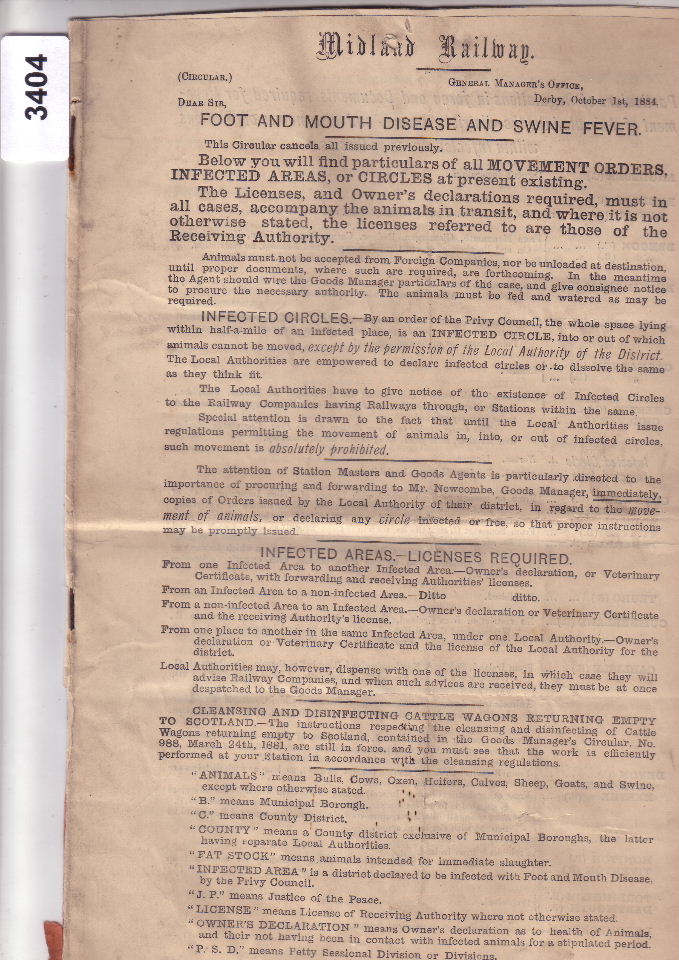 3404
Midland Railway.
(CIRCULAR.)
GENERAL MANAGER'S OFFICE,
DEAR SIR,
Derby, October 1st, 1884.
FOOT AND MOUTH DISEASE AND SWINE FEVER.
This Circular cancels all issued previously.
Below you will find particulars of all MOVEMENT ORDERS,
INFECTED AREAS, or CIRCLES at present existing.
The Licenses, and Owner's declarations required, must in
all cases, accompany the animals in transit, and where it is not
otherwise stated, the licenses referred to are those of the
Receiving Authority.
Animals must not be accepted from Foreign Companies, nor be unloaded at destination,
until proper documents, where such are required, are forthcoming. In the meantime
the Agent should wire the Goods Manager particulars of the case, and give consignee notice
to procure the necessary authority. The animals must be fed and watered as may be
required.
INFECTED CIRCLES.—By an order of the Privy Council, the whole space lying
within half-a-mile of an infected place, is an INFECTED CIRCLE, into or out of which
animals cannot be moved, except by the permission of the Local Authority of the District.
The Local Authorities are empowered to declare infected circles or to dissolve the same
as they think fit.
The Local Authorities have to give notice of the existence of Infected Circles
to the Railway Companies having Railways through, or Stations within the same.
Special attention is drawn to the fact that until the Local Authorities issue
regulations permitting the movement of animals in, into, or out of infected circles,
such movement is absolutely prohibited.
The attention of Station Masters and Goods Agents is particularly directed to the
importance of procuring and forwarding to Mr. Newcombe, Goods Manager, immediately,
copies of Orders issued by the Local Authority of their district, in regard to the move-
ment of animals, or declaring any circle infected or free, so that proper instructions
may be promptly issued.
INFECTED AREAS.—LICENSES REQUIRED.
From one Infected Area to another Infected Area.—Owner's declaration, or Veterinary
Certificate, with forwarding and receiving Authorities' licenses.
From an Infected Area to a non-infected Area.—Ditto ditto.
From a non-infected Area to an Infected Area.—Owner's declaration or Veterinary Certificate
and the receiving Authority's license.
From one place to another in the same Infected Area, under one Local Authority.—Owner's
declaration or Veterinary Certificate and the license of the Local Authority for the
district.
Local Authorities may, however, dispense with one of the licenses, in which case they will
advise Railway Companies, and when such advices are received, they must be at once
despatched to the Goods Manager.
CLEANSING AND DISINFECTING CATTLE WAGONS RETURNING EMPTY
TO SCOTLAND.—The instructions respecting the cleansing and disinfecting of Cattle
Wagons returning empty to Scotland, contained in the Goods Manager's Circular, No.
988, March 24th, 1881, are still in force, and you must see that the work is efficiently
performed at your Station in accordance with the cleansing regulations.
"ANIMALS" means Bulls, Cows, Oxen, Heifers, Calves, Sheep, Goats, and Swine,
except where otherwise stated.
"B." means Municipal Borough.
"C." means County District.
"COUNTY" means a County district exclusive of Municipal Boroughs, the latter
having separate Local Authorities.
"FAT STOCK" means animals intended for immediate slaughter.
"INFECTED AREA" is a district declared to be infected with Foot and Mouth Disease,
by the Privy Council.
"J. P." means Justice of the Peace.
"LICENSE" means License of Receiving Authority where not otherwise stated.
"OWNER'S DECLARATION" means Owner's declaration as to health of Animals,
and their not having been in contact with infected animals for a stipulated period.
"P. S. D." means Petty Sessional Division or Divisions.